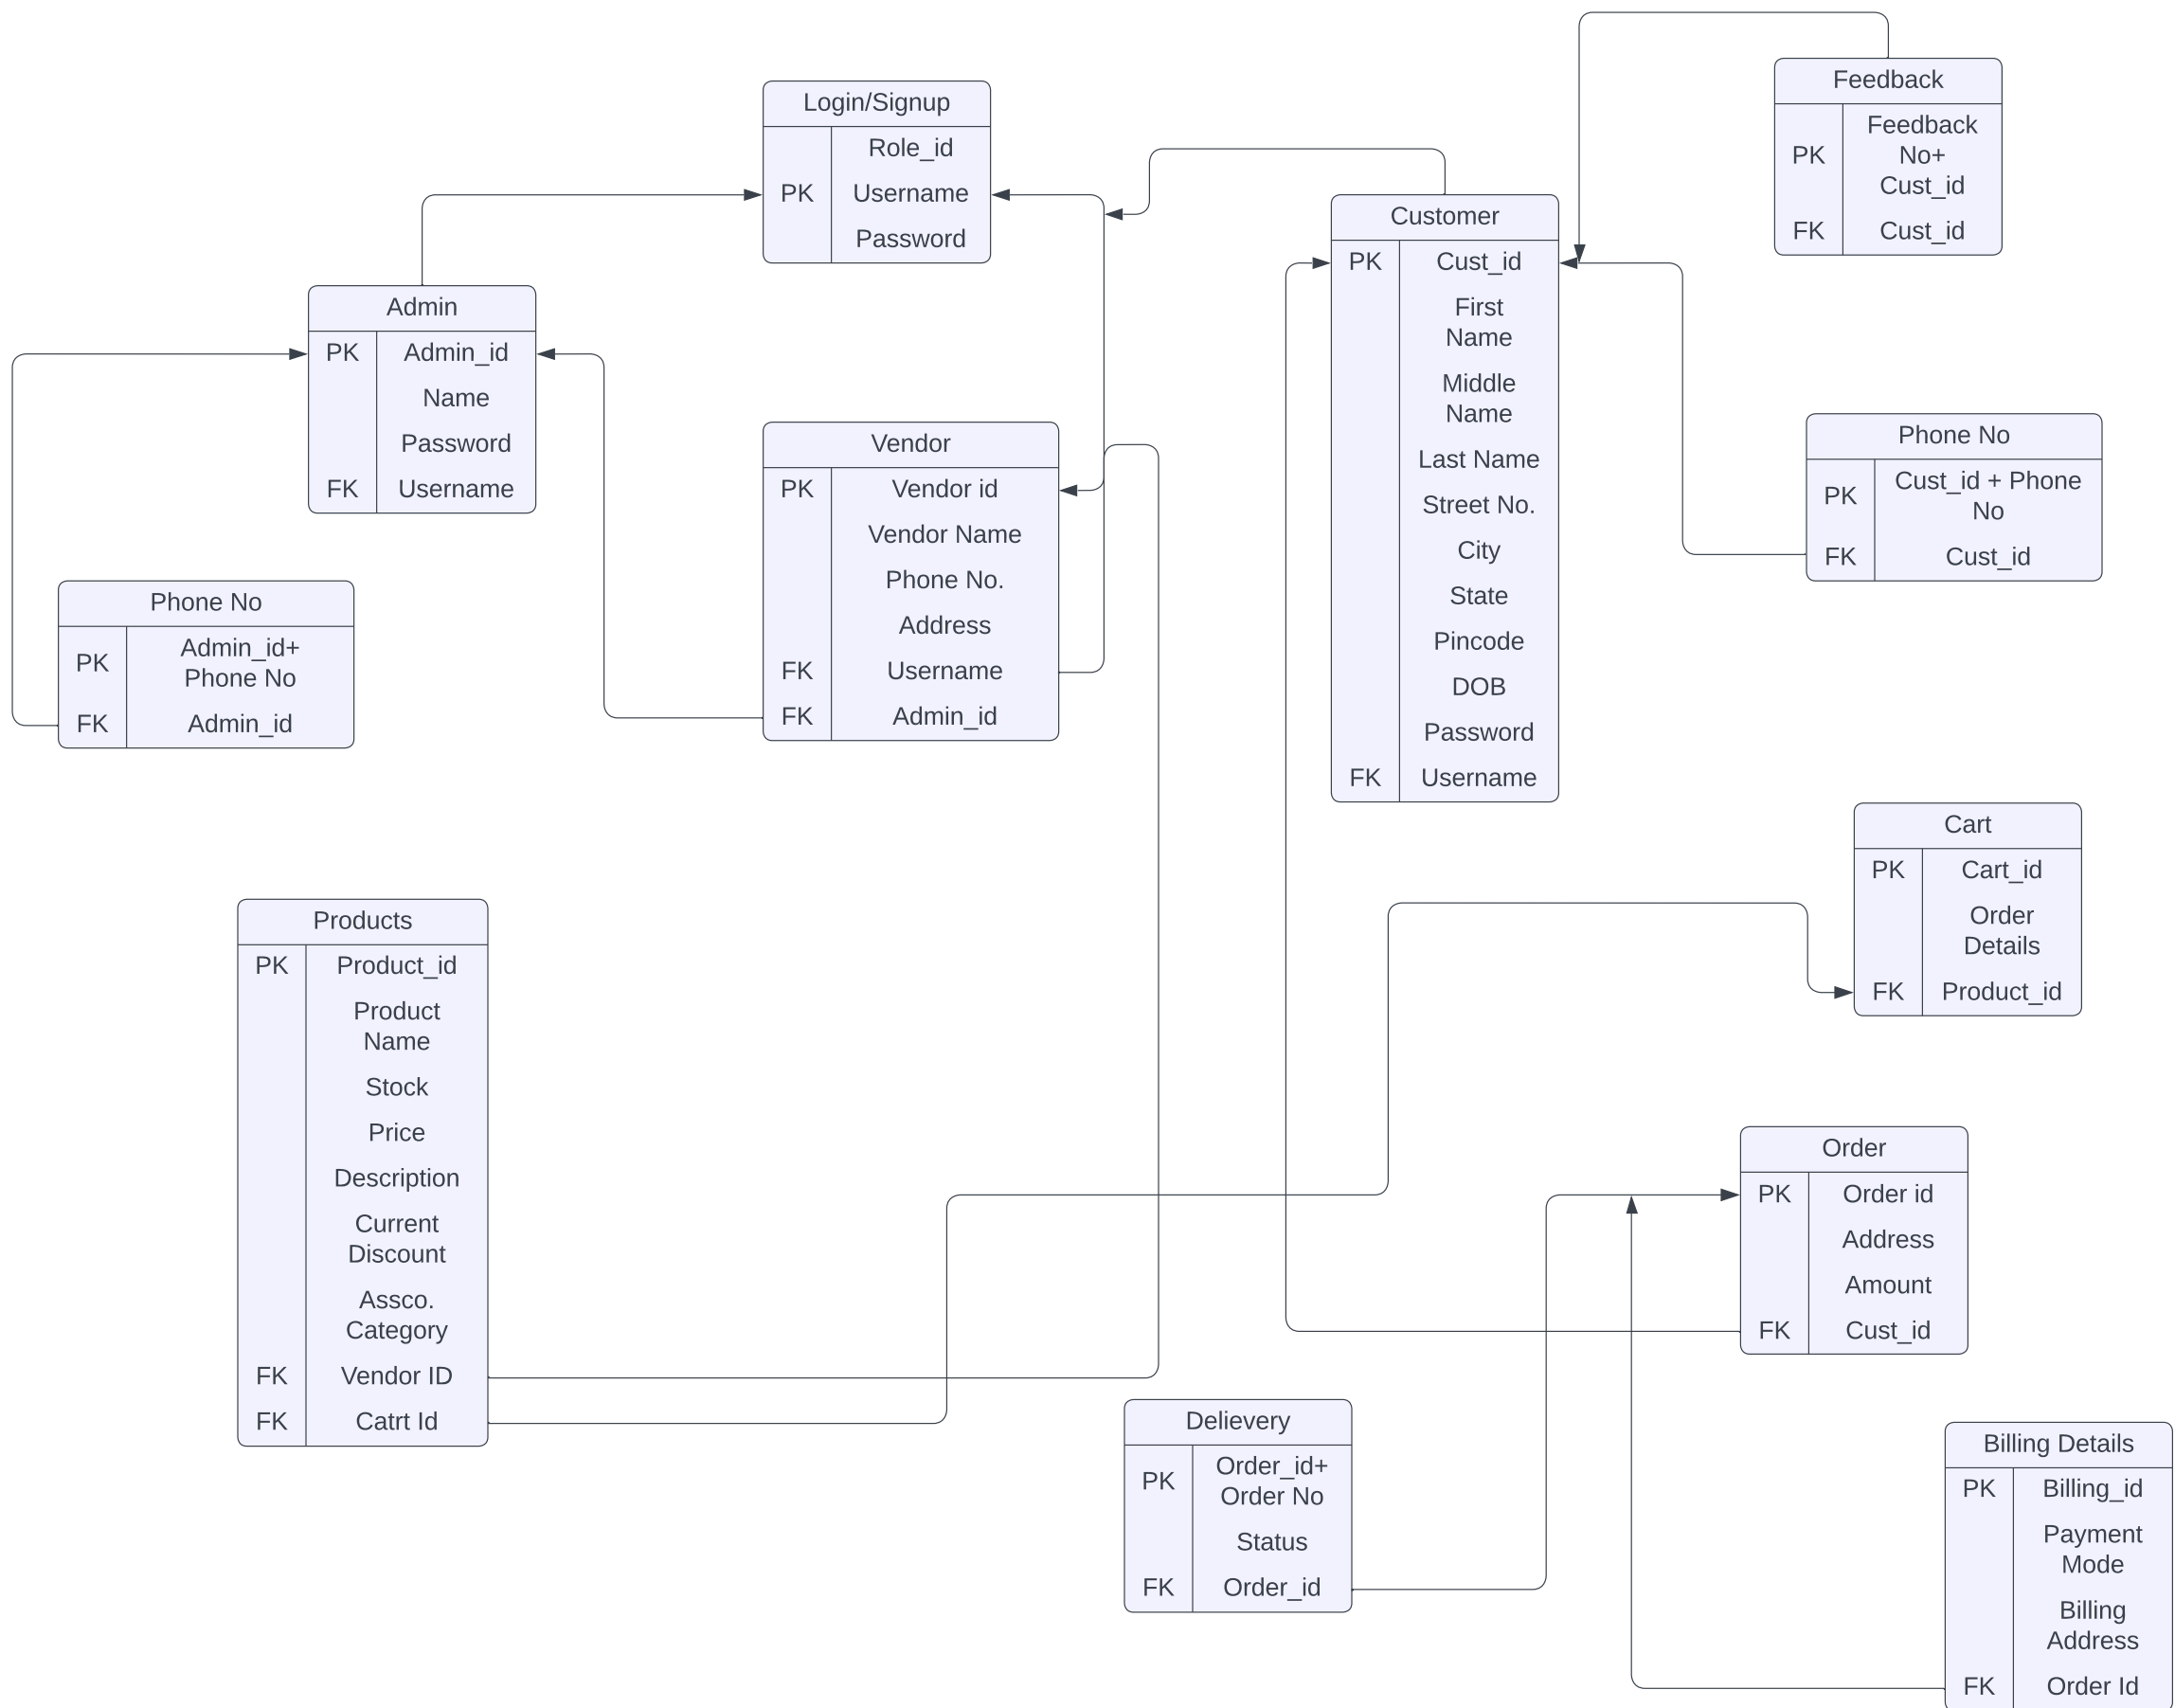 Login/Signup
Role_id
PK Username
Password
Feedback
PK Feedback
No+
Cust_id
FK Cust_id
Customer
PK Cust_id
First
Name
Middle
Name
Last Name
Street No.
City
State
Pincode
DOB
Password
FK Username
Admin
PK Admin_id
Name
Password
FK Username
Vendor
PK Vendor id
Vendor Name
Phone No.
Address
FK Username
FK Admin_id
Phone No
PK Cust_id + Phone
No
FK Cust_id
Phone No
PK Admin_id+
Phone No
FK Admin_id
Cart
PK Cart_id
Order
Details
FK Product_id
Products
PK Product_id
Product
Name
Stock
Price
Description
Current
Discount
Assco.
Category
FK Vendor ID
FK Catrt Id
Order
PK Order id
Address
Amount
FK Cust_id
Delievery
PK Order_id+
Order No
Status
FK Order_id
Billing Details
PK Billing_id
Payment
Mode
Billing
Address
FK Order Id